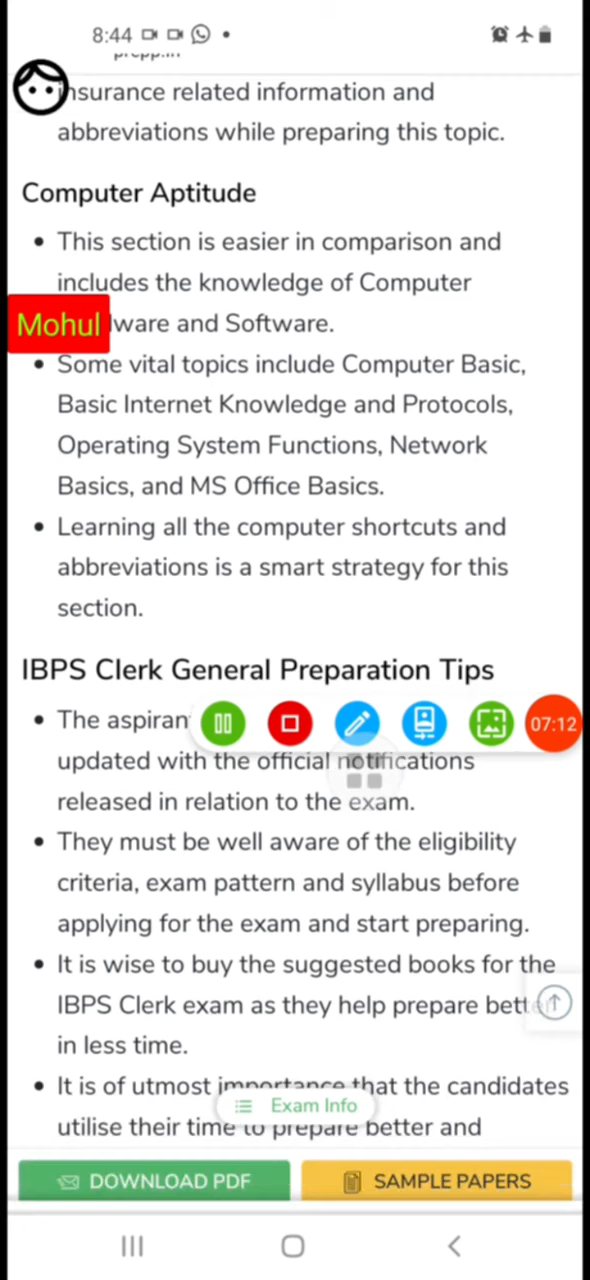 8:44
insurance related information and
abbreviations while preparing this topic.
Computer Aptitude
• This section is easier in comparison and
includes the knowledge of Computer
Mohul ware and Software.
• Some vital topics include Computer Basic,
Basic Internet Knowledge and Protocols,
Operating System Functions, Network
Basics, and MS Office Basics.
• Learning all the computer shortcuts and
abbreviations is a smart strategy for this
section.
IBPS Clerk General Preparation Tips
• The aspiran
07:12
updated with the official notifications
released in relation to the exam.
• They must be well aware of the eligibility
criteria, exam pattern and syllabus before
applying for the exam and start preparing.
• It is wise to buy the suggested books for the
IBPS Clerk exam as they help prepare better
in less time.
• It is of utmost importance that the candidates
Exam Info
utilise their time to prepare better and
DOWNLOAD PDF
SAMPLE PAPERS